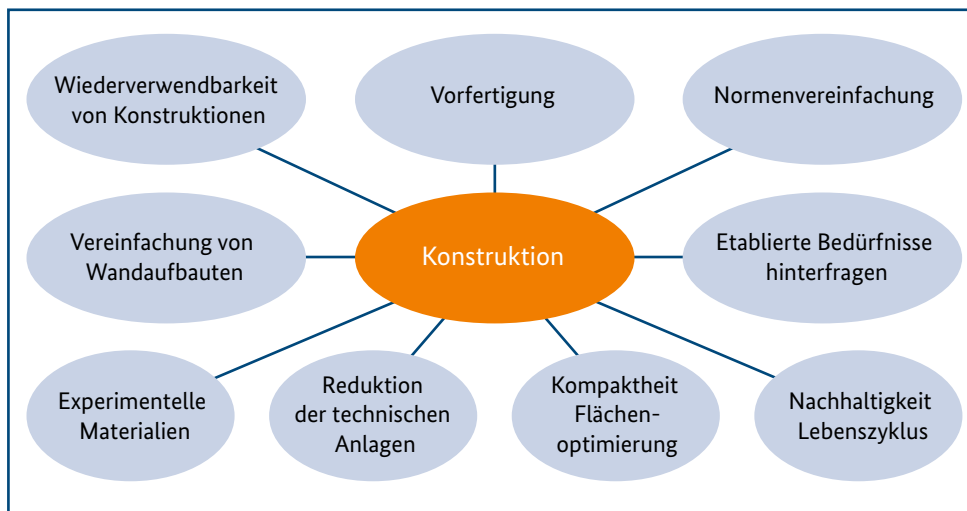 Wiederverwendbarkeit
von Konstruktionen
Vorfertigung
Normenvereinfachung
Vereinfachung von
Wandaufbauten
Konstruktion
Etablierte Bedürfnisse
hinterfragen
Experimentelle
Materialien
Reduktion
der technischen
Anlagen
Kompaktheit
Flächen-
optimierung
Nachhaltigkeit
Lebenszyklus